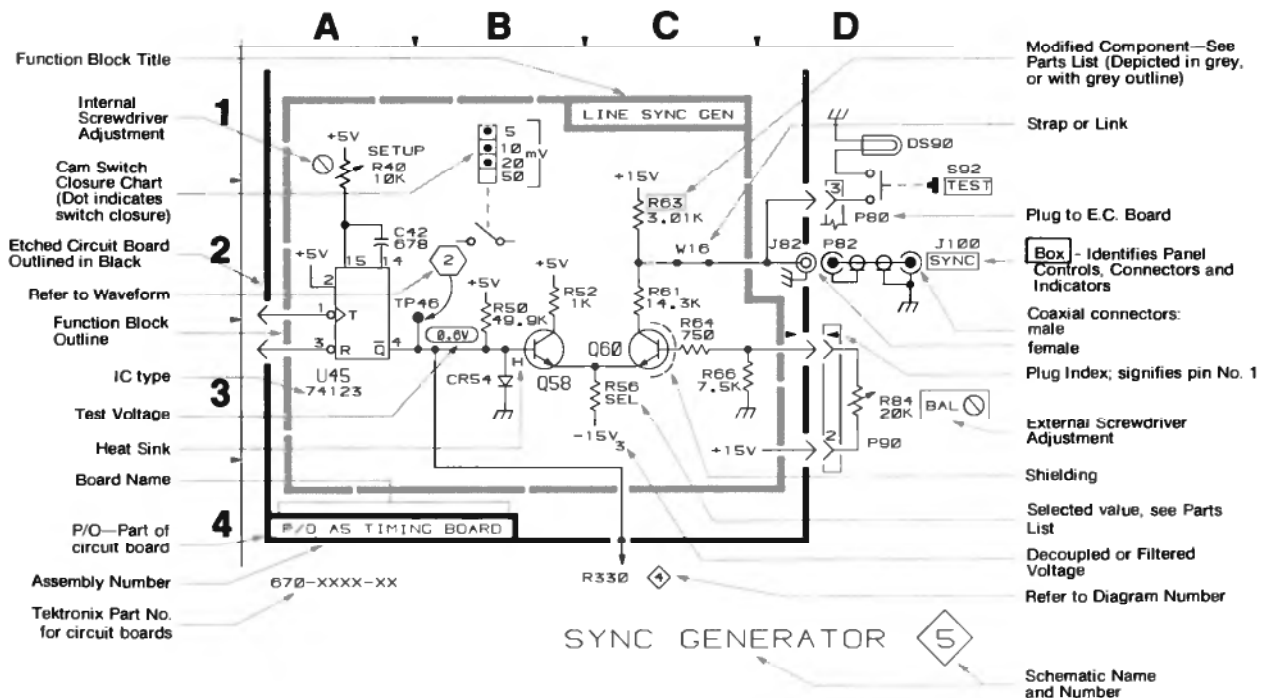 A B C D
1
2
3
4
Function Block Title
Internal
Screwdriver
Adjustment
Cam Switch
Closure Chart
(Dot indicates
switch closure)
Etched Circuit Board
Outlined in Black
Refer to Waveform
Function Block
Outline
IC type
Test Voltage
Heat Sink
Board Name
P/O—Part of
circuit board
Assembly Number
Tektronix Part No.
for circuit boards
LINE SYNC GEN
+5V
SETUP
R40
10K
C42
678
15 14
+5V
2
1 T
3 R
Q 4
U45
74123
5
10
20
50
mV
2
TP46
0.6V
+5V
R50
49.9K
+5V
R52
1K
H
CR54
Q58
+15V
R63
3.01K
W16
R61
14.3K
Q60
R64
750
R66
7.5K
R56
SEL
-15V
3
+15V
DS90
S92
TEST
3
P80
J82 P82
J100
SYNC
R84
20K
BAL
2
P90
P/O A5 TIMING BOARD
670-XXXX-XX
R330 4
SYNC GENERATOR 5
Modified Component—See
Parts List (Depicted in grey,
or with grey outline)
Strap or Link
Plug to E.C. Board
Box - Identifies Panel
Controls, Connectors and
Indicators
Coaxial connectors:
male
female
Plug Index; signifies pin No. 1
External Screwdriver
Adjustment
Shielding
Selected value, see Parts
List
Decoupled or Filtered
Voltage
Refer to Diagram Number
Schematic Name
and Number